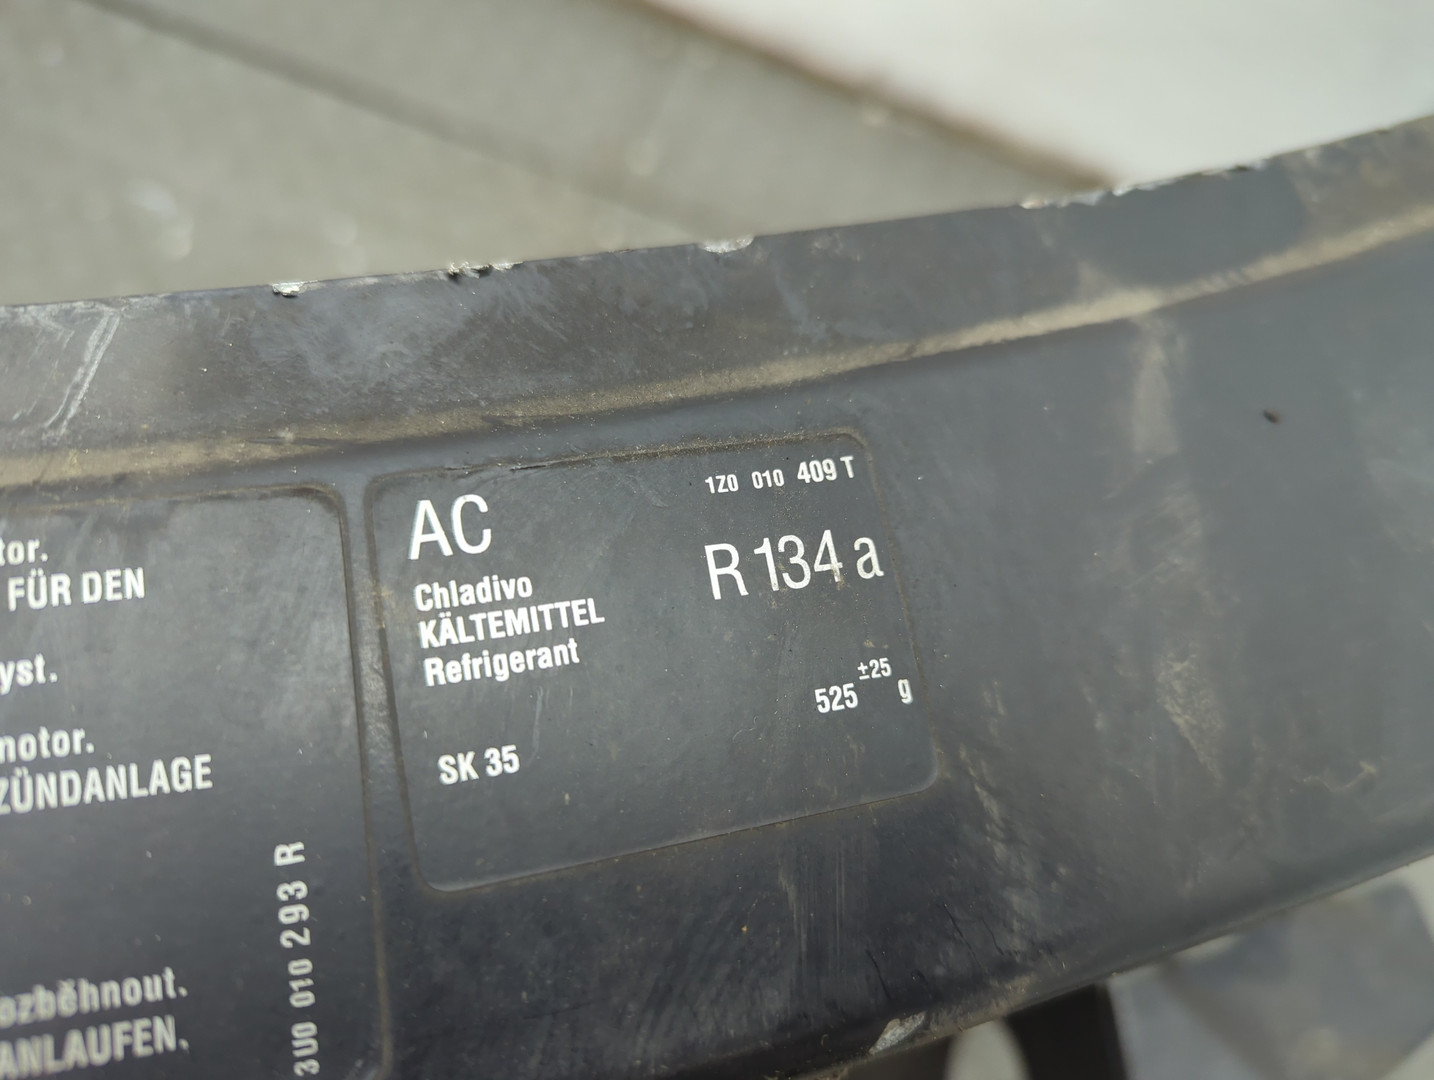 tor.
FÜR DEN
yst.
motor.
ZÜNDANLAGE
ozběhnout.
ANLAUFEN.
3U0 010 293 R
AC
1Z0 010 409 T
Chladivo
KÄLTEMITTEL
Refrigerant
R 134 a
525 ±25 g
SK 35